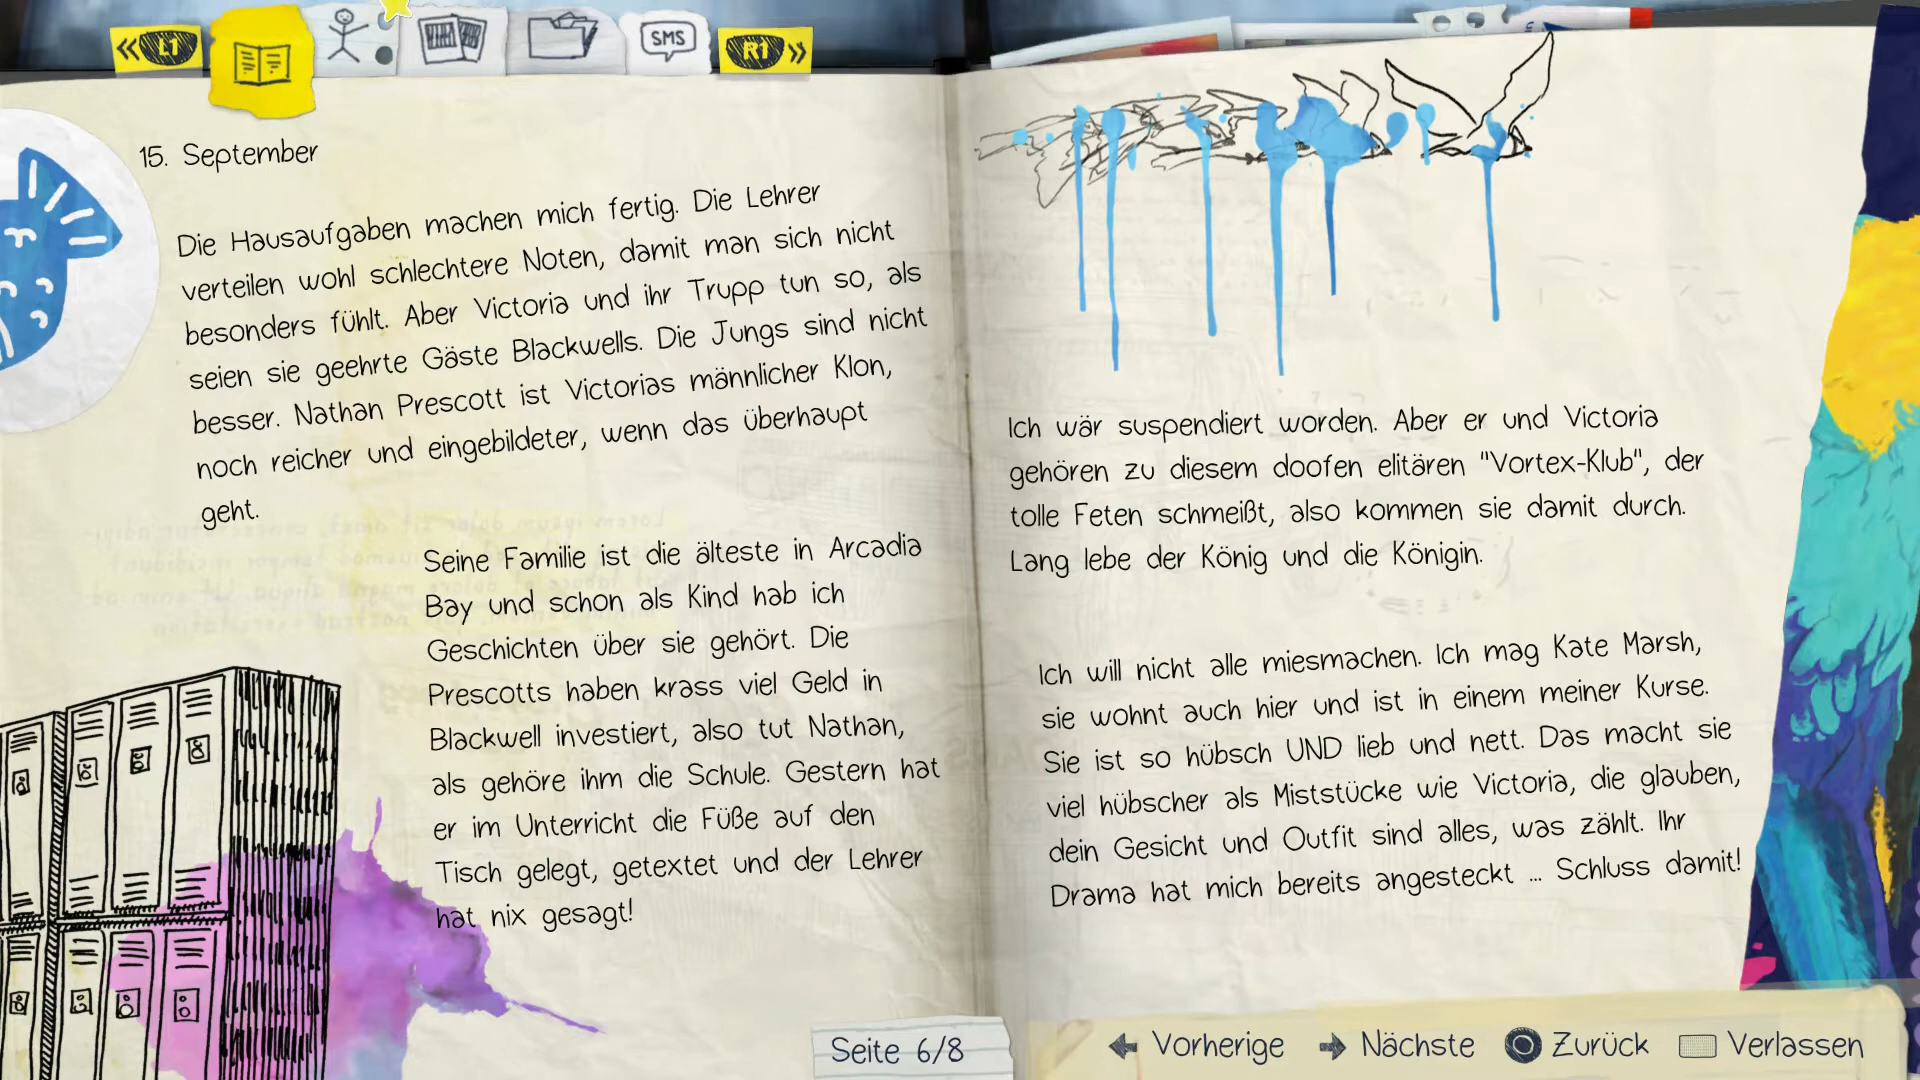 L1
SMS
R1
15. September
Die Hausaufgaben machen mich fertig. Die Lehrer
verteilen wohl schlechtere Noten, damit man sich nicht
besonders fühlt. Aber Victoria und ihr Trupp tun so, als
seien sie geehrte Gäste Blackwells. Die Jungs sind nicht
besser. Nathan Prescott ist Victorias männlicher Klon,
noch reicher und eingebildeter, wenn das überhaupt
geht.
Seine Familie ist die älteste in Arcadia
Bay und schon als Kind hab ich
Geschichten über sie gehört. Die
Prescotts haben krass viel Geld in
Blackwell investiert, also tut Nathan,
als gehöre ihm die Schule. Gestern hat
er im Unterricht die Füße auf den
Tisch gelegt, getextet und der Lehrer
hat nix gesagt!
Ich wär suspendiert worden. Aber er und Victoria
gehören zu diesem doofen elitären "Vortex-Klub", der
tolle Feten schmeißt, also kommen sie damit durch.
Lang lebe der König und die Königin.
Ich will nicht alle miesmachen. Ich mag Kate Marsh,
sie wohnt auch hier und ist in einem meiner Kurse.
Sie ist so hübsch UND lieb und nett. Das macht sie
viel hübscher als Miststücke wie Victoria, die glauben,
dein Gesicht und Outfit sind alles, was zählt. Ihr
Drama hat mich bereits angesteckt ... Schluss damit!
Seite 6/8
Vorherige
Nächste
Zurück
Verlassen